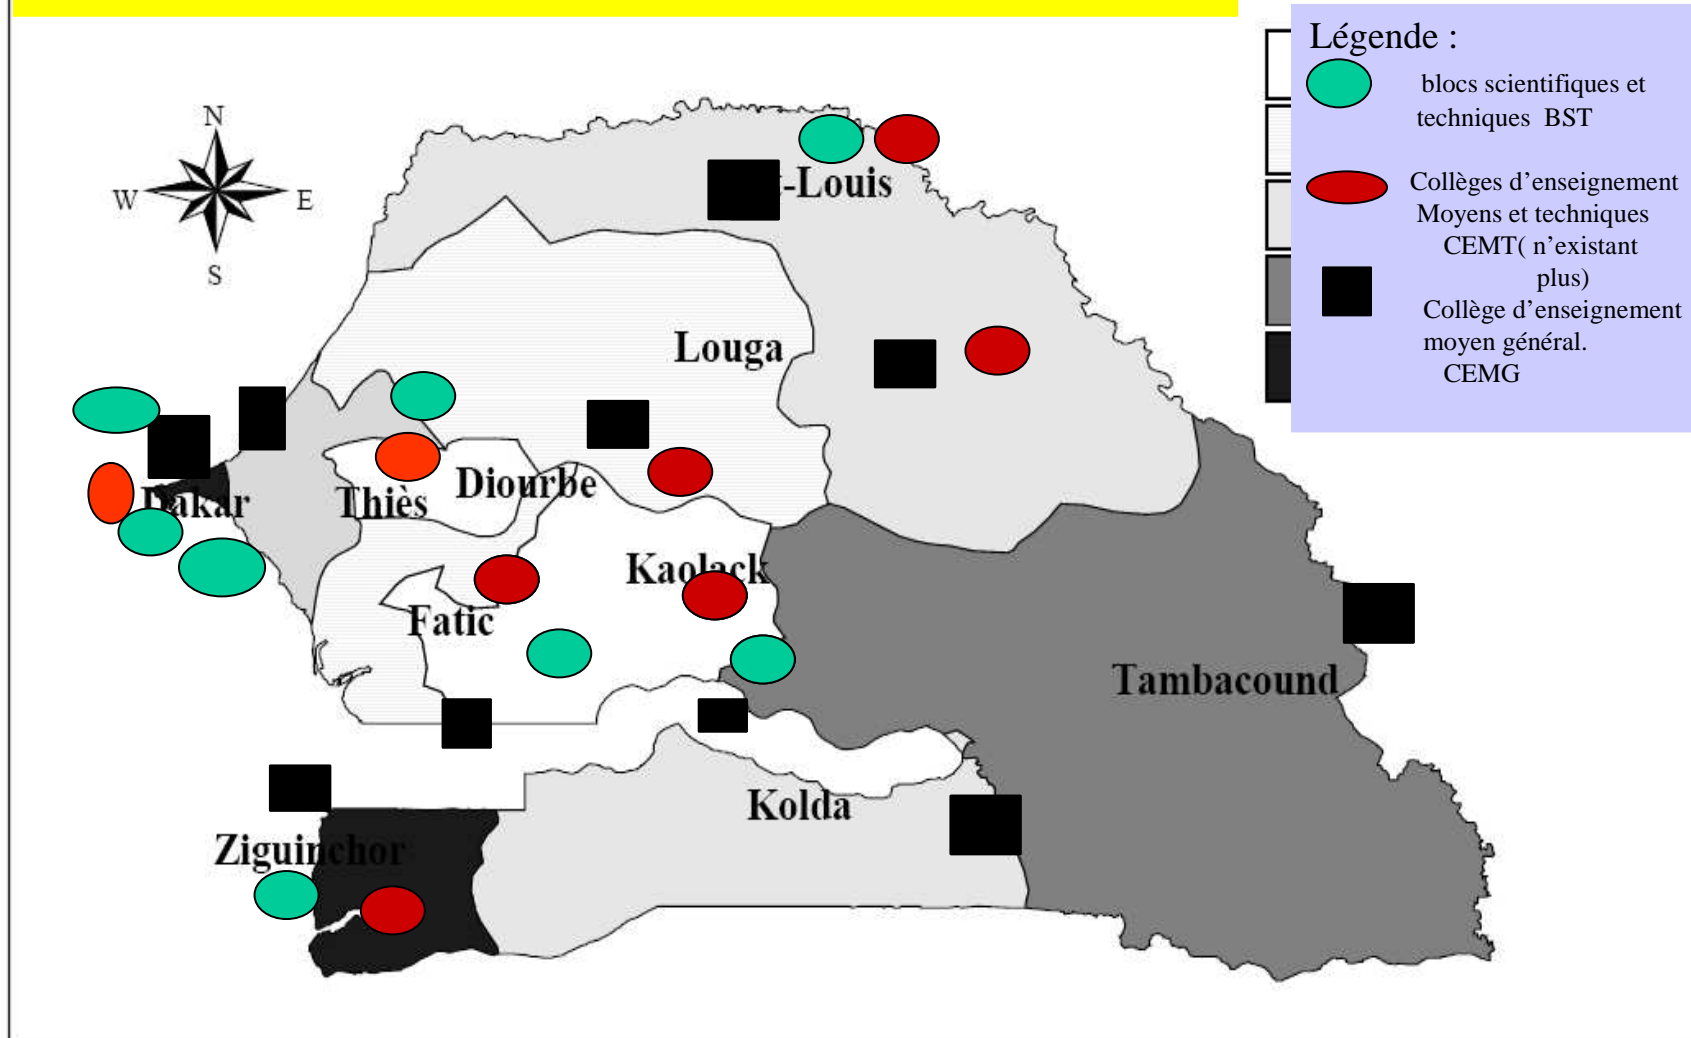 Légende :
blocs scientifiques et
techniques BST
Collèges d'enseignement
Moyens et techniques
CEMT( n'existant
plus)
Collège d'enseignement
moyen général.
CEMG
N
W
E
S
-Louis
Louga
Dakar
Thiès
Diourbe
Kaolack
Fatic
Tambacound
Kolda
Ziguinchor